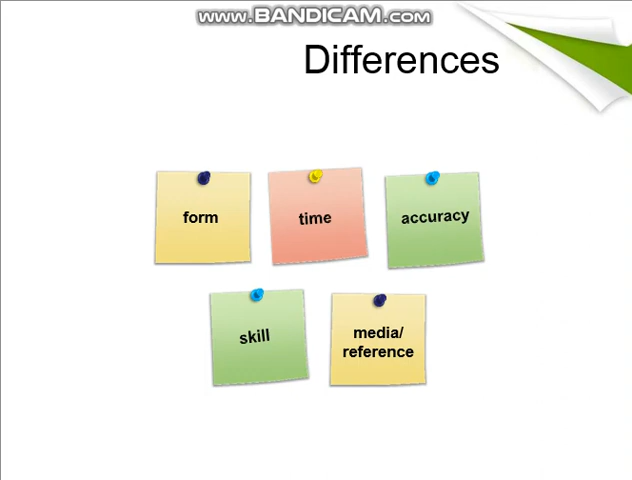 www.BANDICAM.com
Differences
form
time
accuracy
skill
media/
reference